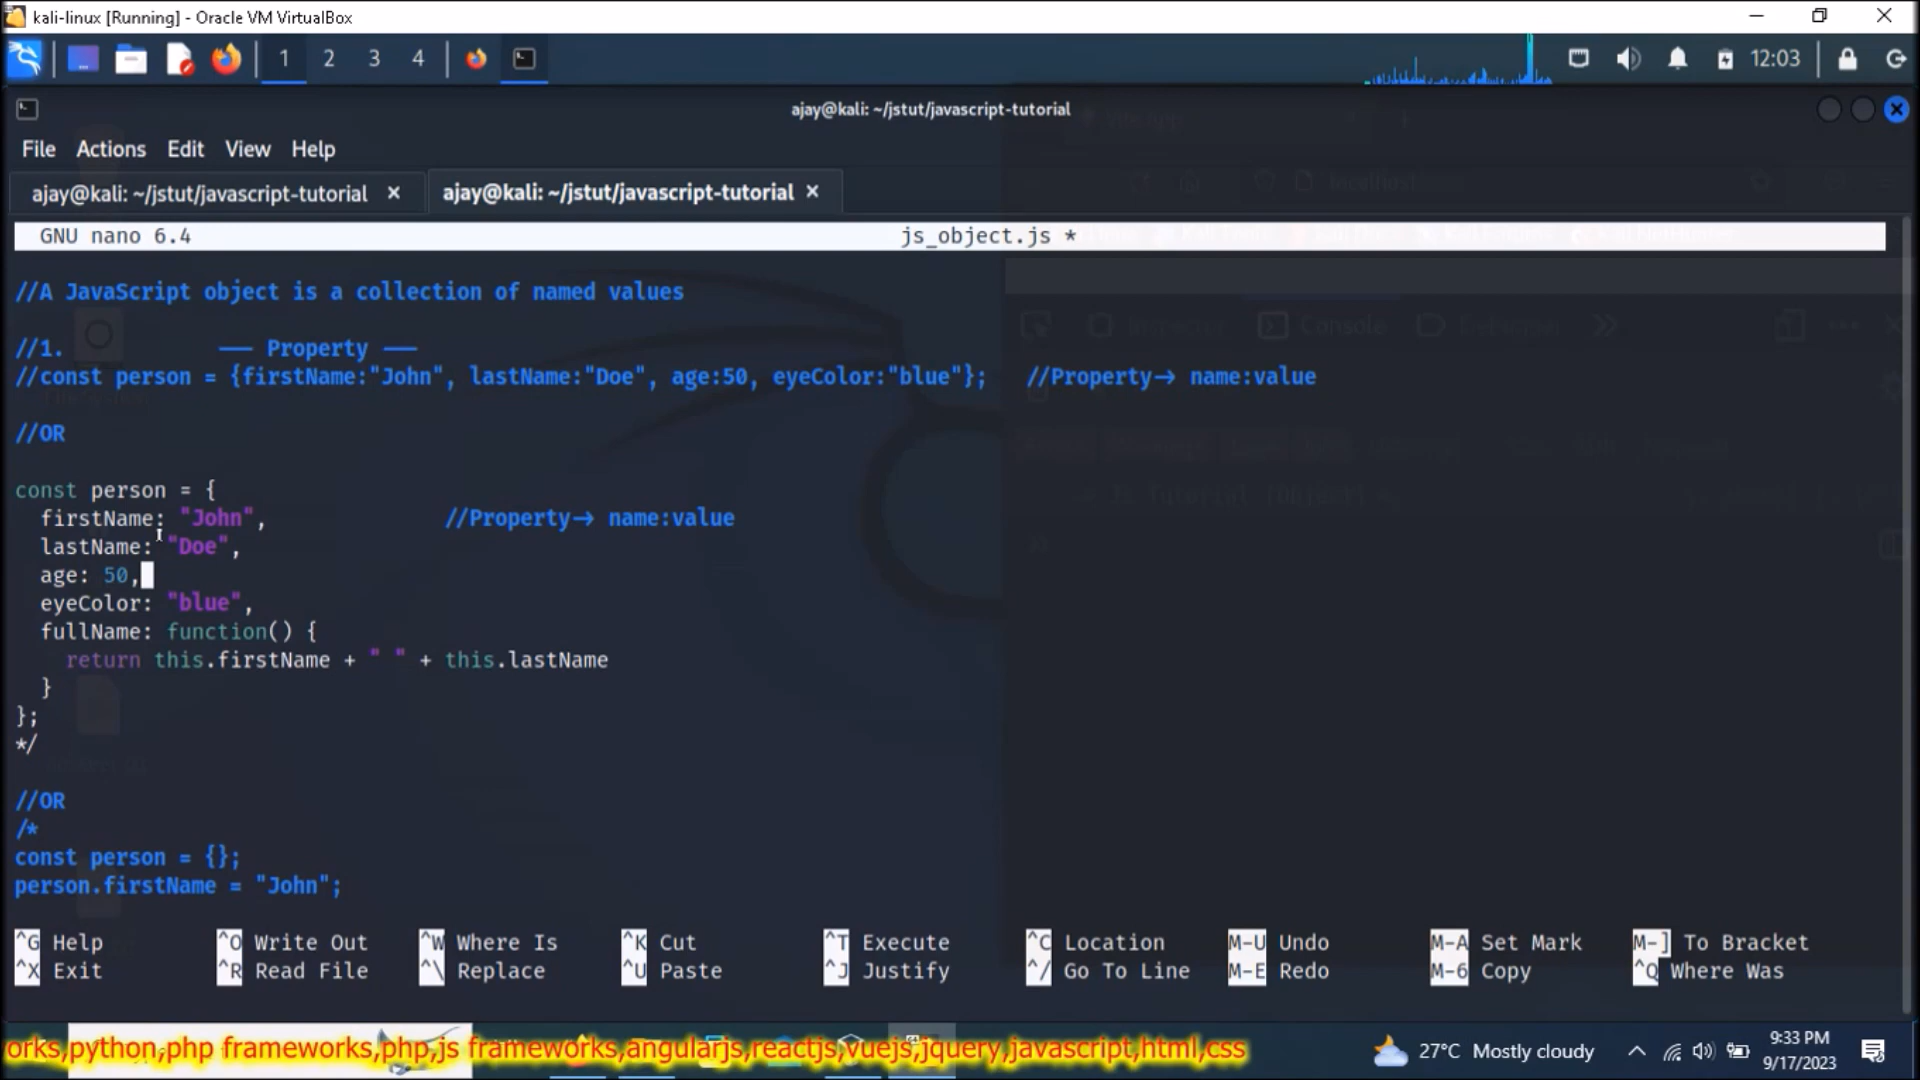 kali-linux [Running] - Oracle VM VirtualBox
1 2 3 4 12:03
ajay@kali: ~/jstut/javascript-tutorial
File Actions Edit View Help
ajay@kali: ~/jstut/javascript-tutorial × ajay@kali: ~/jstut/javascript-tutorial ×
GNU nano 6.4 js_object.js *
//A JavaScript object is a collection of named values
Inspector Console Debugger
//1. —— Property ——
//const person = {firstName:"John", lastName:"Doe", age:50, eyeColor:"blue"}; //Property→ name:value
//OR
const person = {
firstName: "John", //Property→ name:value
lastName: "Doe",
age: 50,
eyeColor: "blue",
fullName: function() {
return this.firstName + " " + this.lastName
}
};
*/
//OR
/*
const person = {};
person.firstName = "John";
^G Help ^O Write Out ^W Where Is ^K Cut ^T Execute ^C Location M-U Undo M-A Set Mark M-] To Bracket
^X Exit ^R Read File ^\ Replace ^U Paste ^J Justify ^/ Go To Line M-E Redo M-6 Copy ^Q Where Was
orks,python,php frameworks,php,js frameworks,angularjs,reactjs,vuejs,jquery,javascript,html,css
27°C Mostly cloudy
9:33 PM
9/17/2023